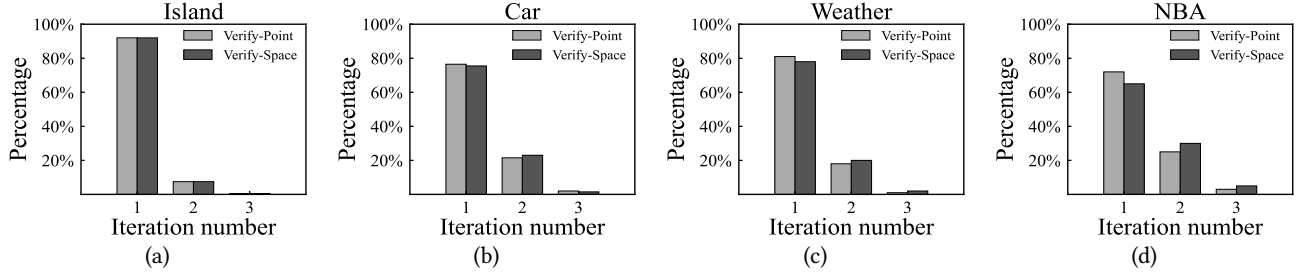 Island
100%
80%
60%
40%
20%
Percentage
Verify-Point
Verify-Space
1 2 3
Iteration number
(a)
Car
100%
80%
60%
40%
20%
Percentage
Verify-Point
Verify-Space
1 2 3
Iteration number
(b)
Weather
100%
80%
60%
40%
20%
Percentage
Verify-Point
Verify-Space
1 2 3
Iteration number
(c)
NBA
100%
80%
60%
40%
20%
Percentage
Verify-Point
Verify-Space
1 2 3
Iteration number
(d)